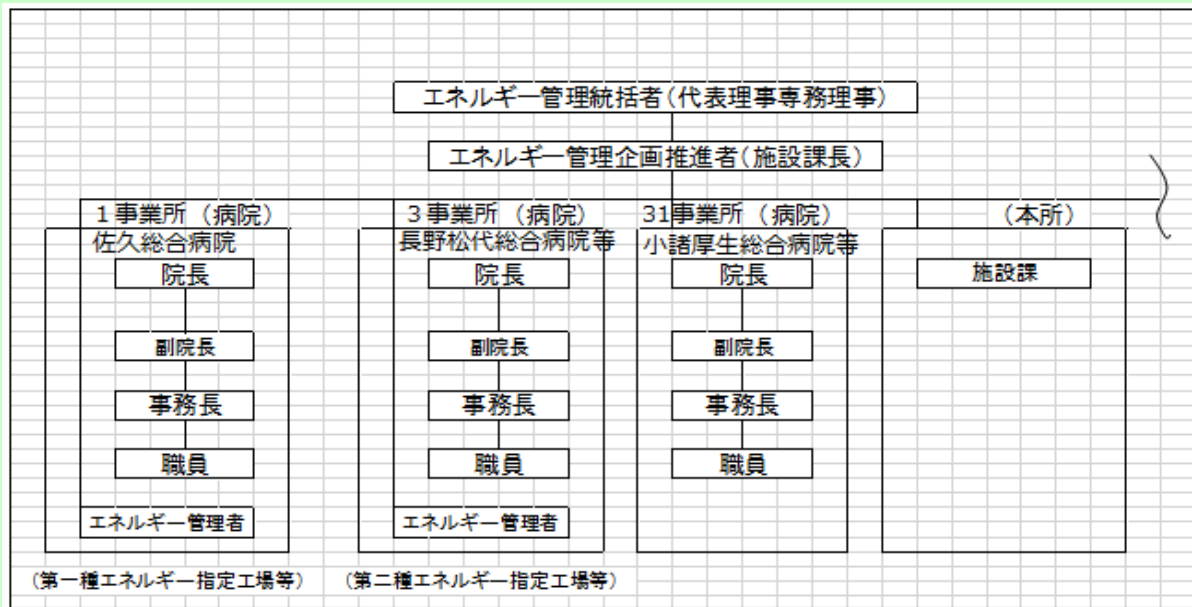 エネルギー管理統括者(代表理事専務理事)
エネルギー管理企画推進者(施設課長)
1事業所(病院)
佐久総合病院
院長
副院長
事務長
職員
エネルギー管理者
(第一種エネルギー指定工場等)
3事業所(病院)
長野松代総合病院等
院長
副院長
事務長
職員
エネルギー管理者
(第二種エネルギー指定工場等)
31事業所(病院)
小諸厚生総合病院等
院長
副院長
事務長
職員
(本所)
施設課